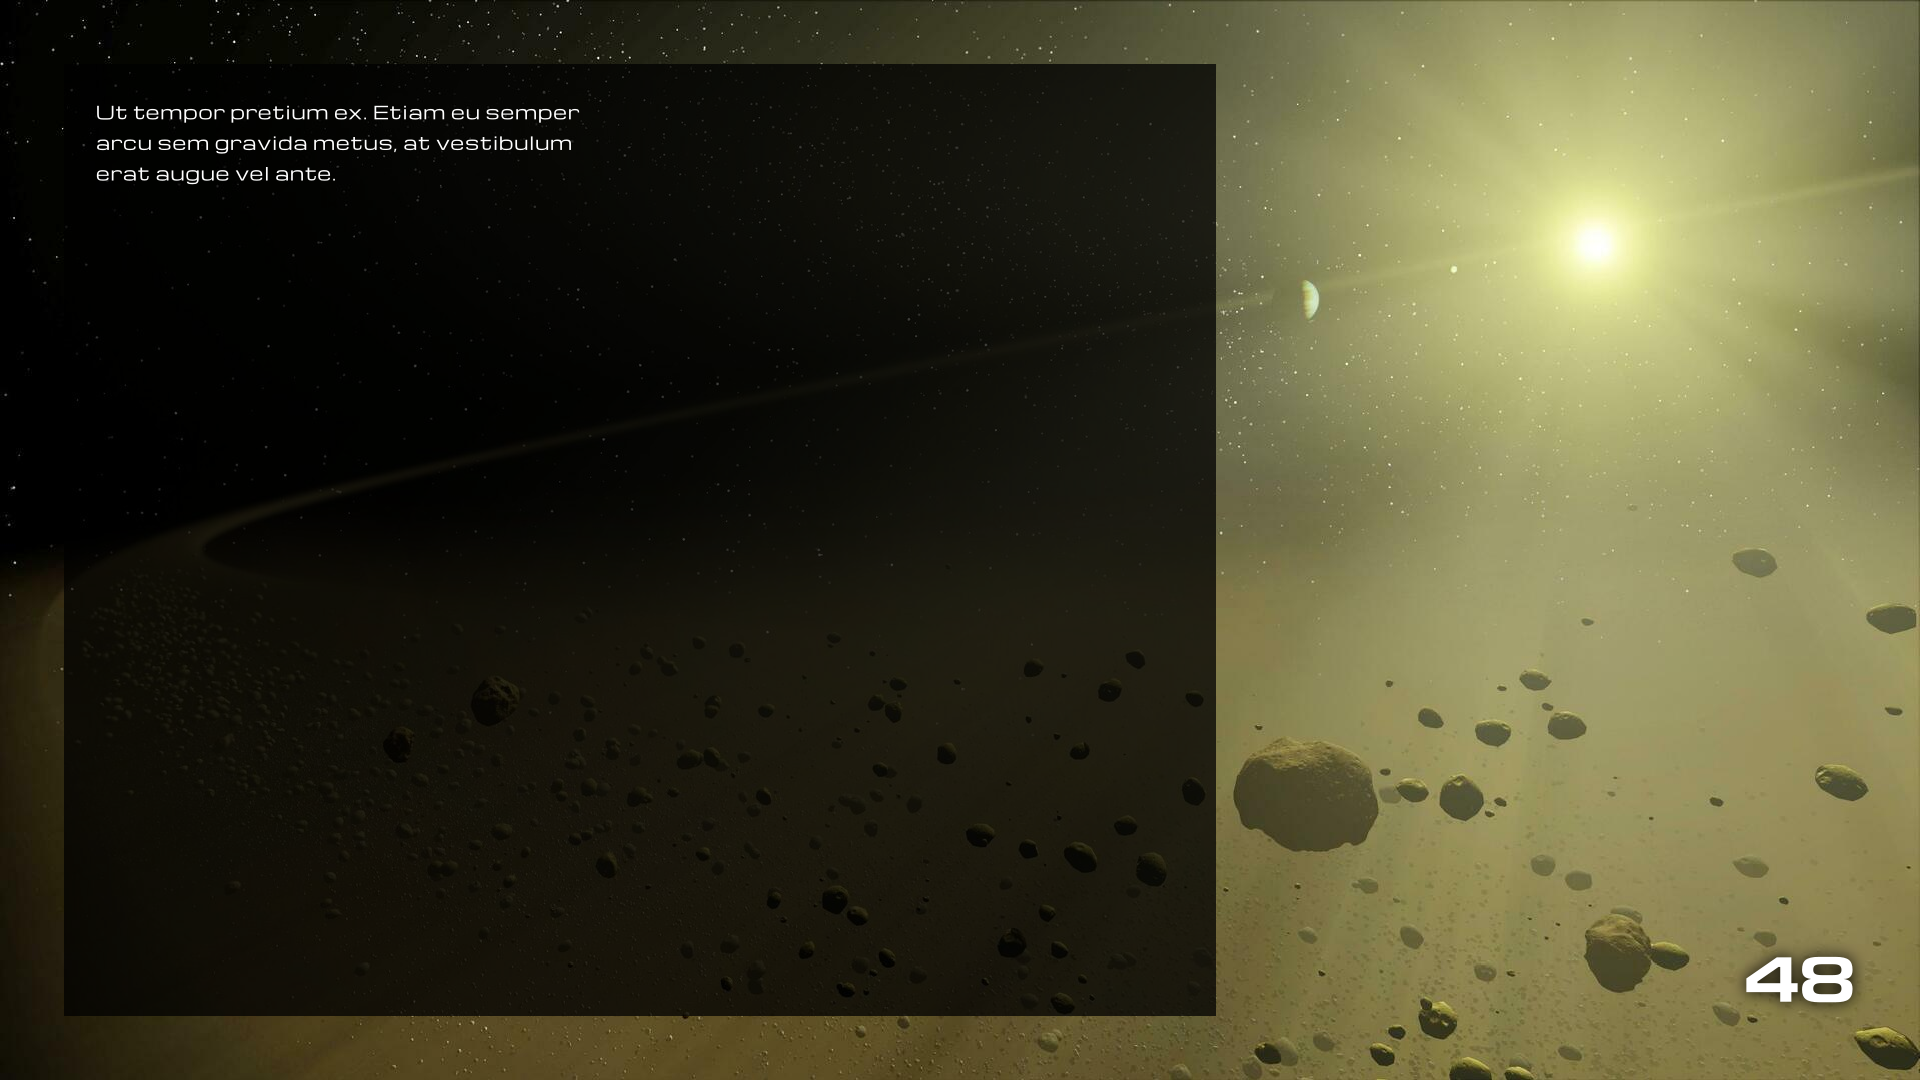 Ut tempor pretium ex. Etiam eu semper
arcu sem gravida metus, at vestibulum
erat augue vel ante.
48